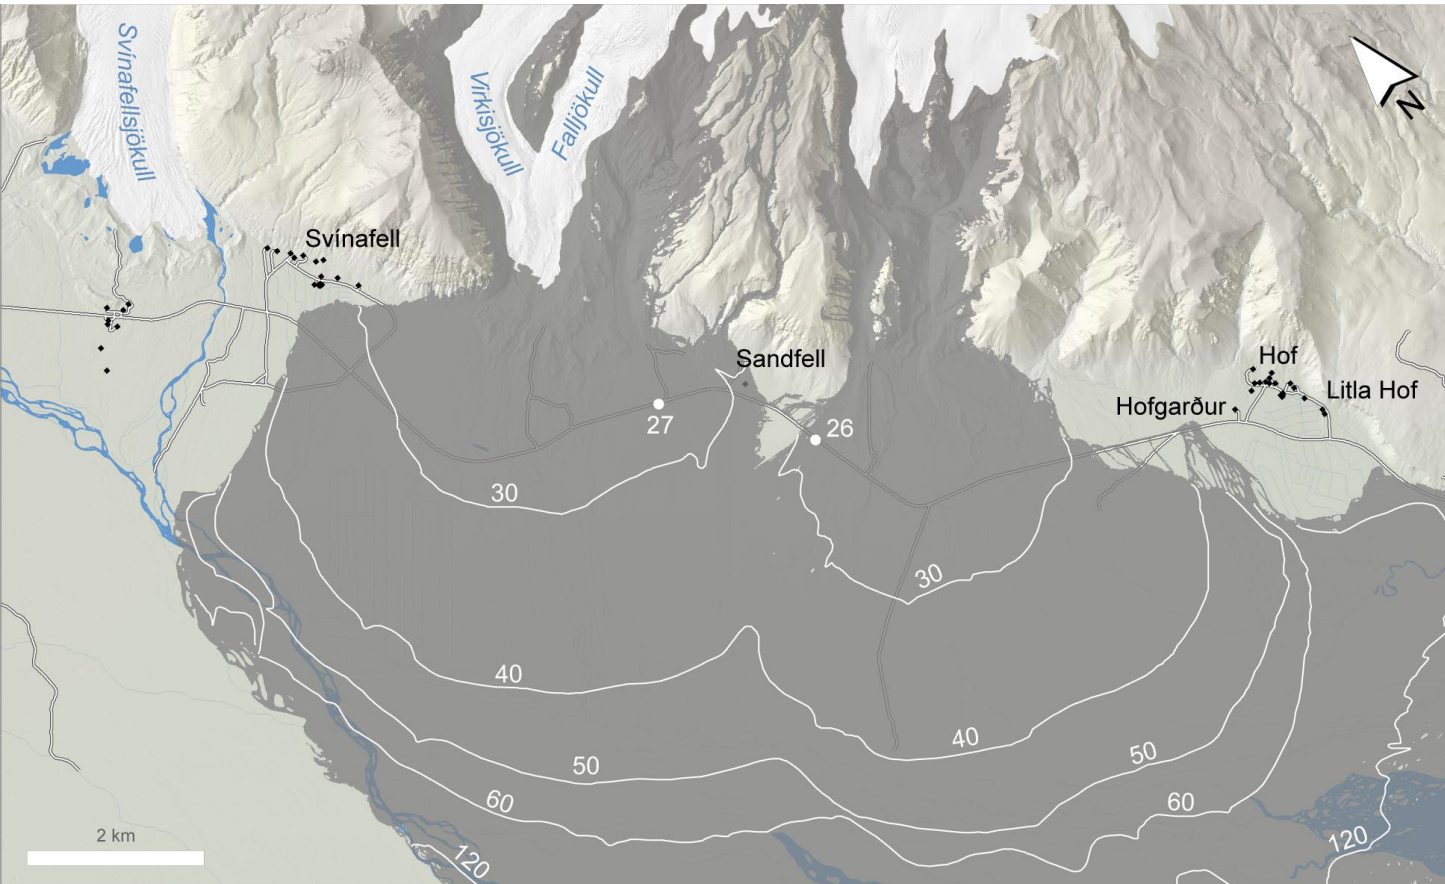 Svínafellsjökull
Virkisjökull
Falljökull
N
Svínafell
Sandfell
Hof
Litla Hof
Hofgarður
27
26
30
30
40
40
50
50
60
60
120
120
2 km